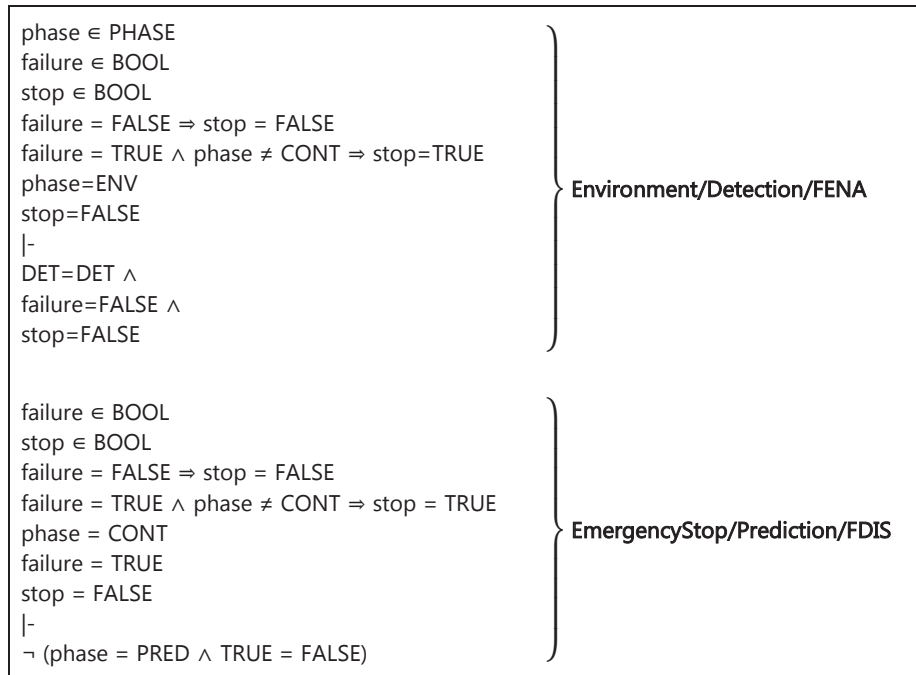 phase ∈ PHASE
failure ∈ BOOL
stop ∈ BOOL
failure = FALSE ⇒ stop = FALSE
failure = TRUE ∧ phase ≠ CONT ⇒ stop=TRUE
phase=ENV
stop=FALSE
|-
DET=DET ∧
failure=FALSE ∧
stop=FALSE
Environment/Detection/FENA
failure ∈ BOOL
stop ∈ BOOL
failure = FALSE ⇒ stop = FALSE
failure = TRUE ∧ phase ≠ CONT ⇒ stop = TRUE
phase = CONT
failure = TRUE
stop = FALSE
|-
¬ (phase = PRED ∧ TRUE = FALSE)
EmergencyStop/Prediction/FDIS